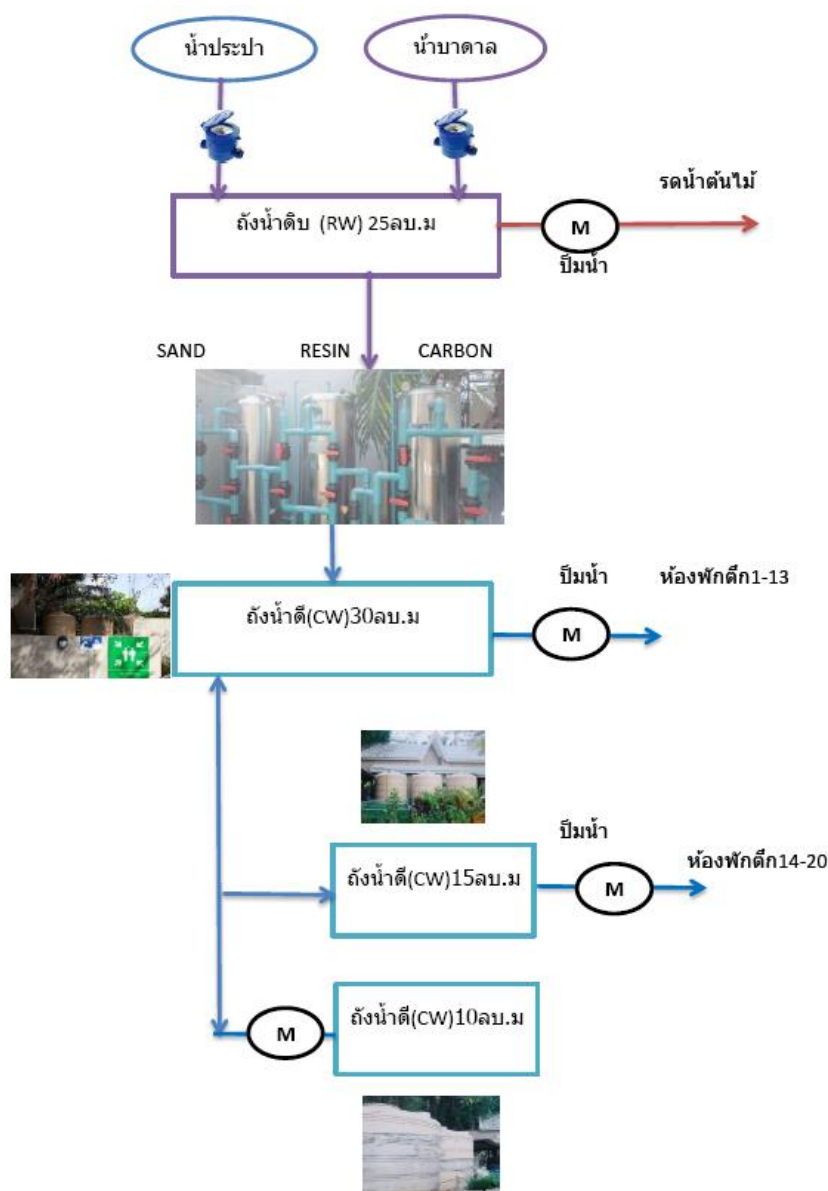 น้ำประปา
น้ำบาดาล
รดน้ำต้นไม้
ถังน้ำดิบ (RW) 25ลบ.ม
M
ปั๊มน้ำ
SAND RESIN CARBON
ปั๊มน้ำ
ห้องพักตึก1-13
ถังน้ำดี(CW)30ลบ.ม
M
ปั๊มน้ำ
ห้องพักตึก14-20
ถังน้ำดี(CW)15ลบ.ม
M
ถังน้ำดี(CW)10ลบ.ม
M